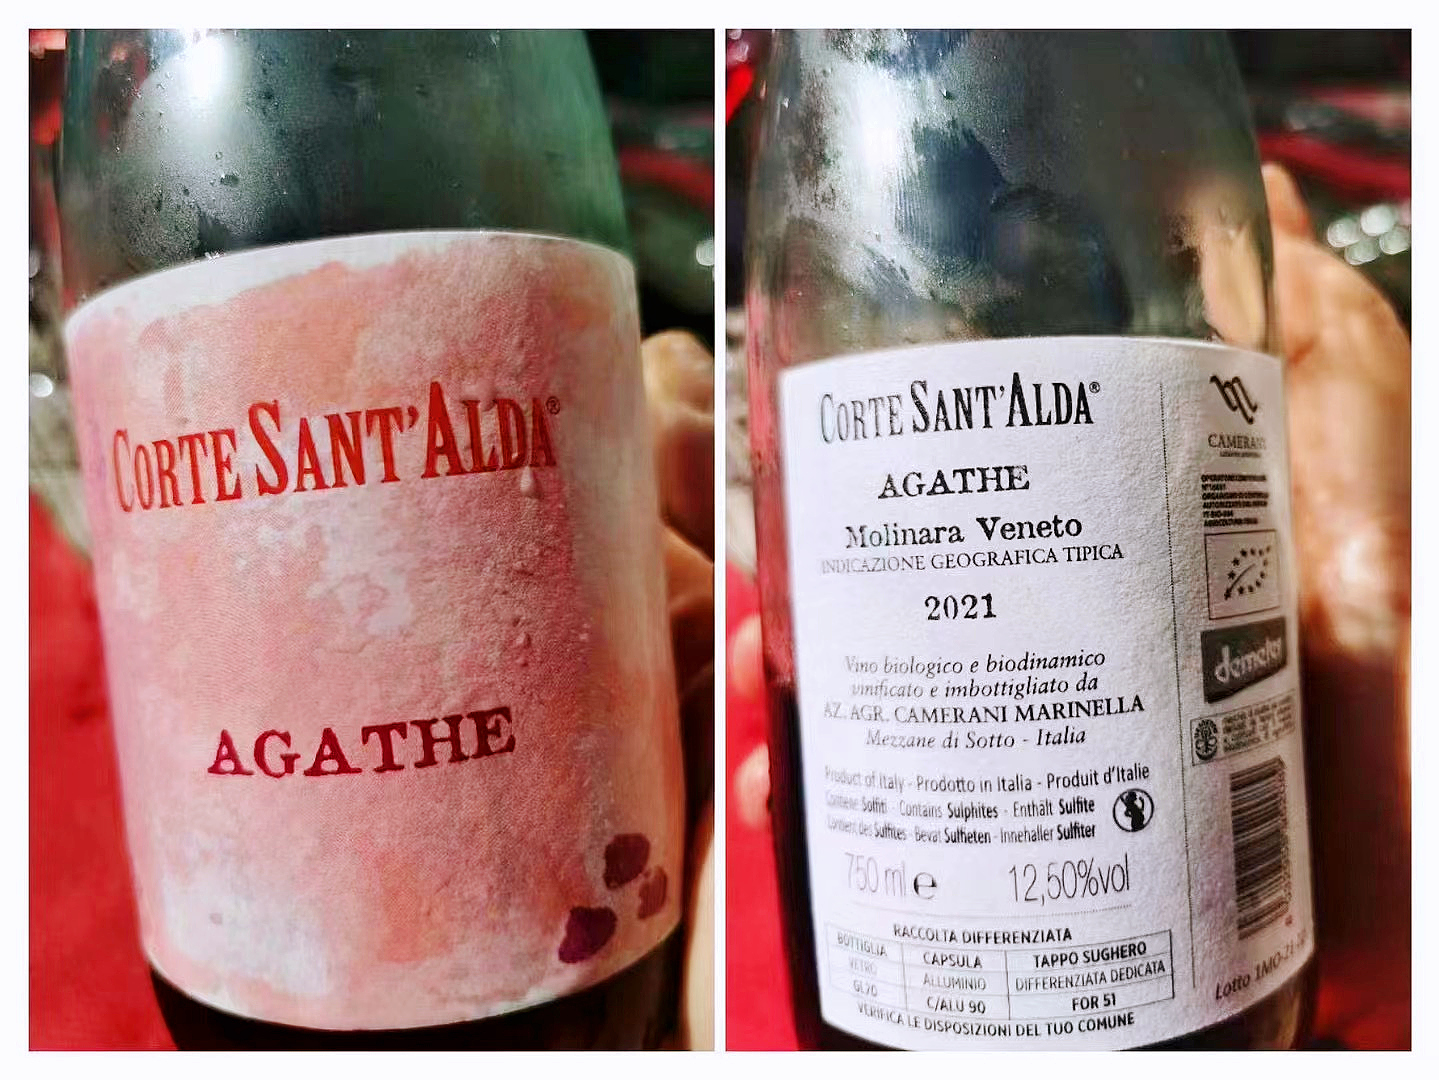 CORTE SANT'ALDA®
AGATHE
CORTE SANT'ALDA®
AGATHE
Molinara Veneto
INDICAZIONE GEOGRAFICA TIPICA
2021
Vino biologico e biodinamico
vinificato e imbottigliato da
AZ. AGR. CAMERANI MARINELLA
Mezzane di Sotto - Italia
Product of Italy - Prodotto in Italia - Produit d'Italie
Contiene Solfiti - Contains Sulphites - Enthält Sulfite
Contient des Sulfites - Bevat Sulfieten - Innehaller Sulfiter
750 ml e 12,50%vol
RACCOLTA DIFFERENZIATA
BOTTIGLIA CAPSULA TAPPO SUGHERO
VETRO ALLUMINIO DIFFERENZIATA DEDICATA
GL70 C/ALU 90 FOR 51
VERIFICA LE DISPOSIZIONI DEL TUO COMUNE
CAMERANI
demeter
Lotto